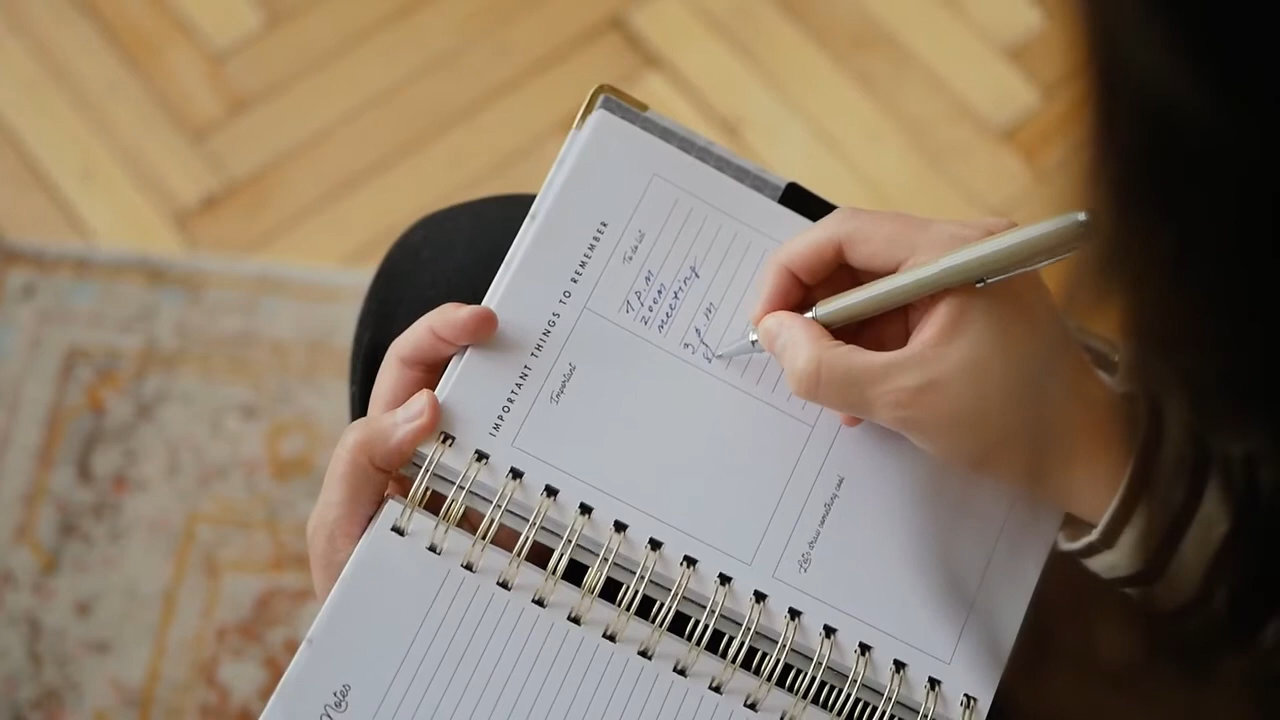 IMPORTANT THINGS TO REMEMBER
To do list
1 p.m
zoom
meeting
3 p.m
Important
Let's draw something cool
Notes